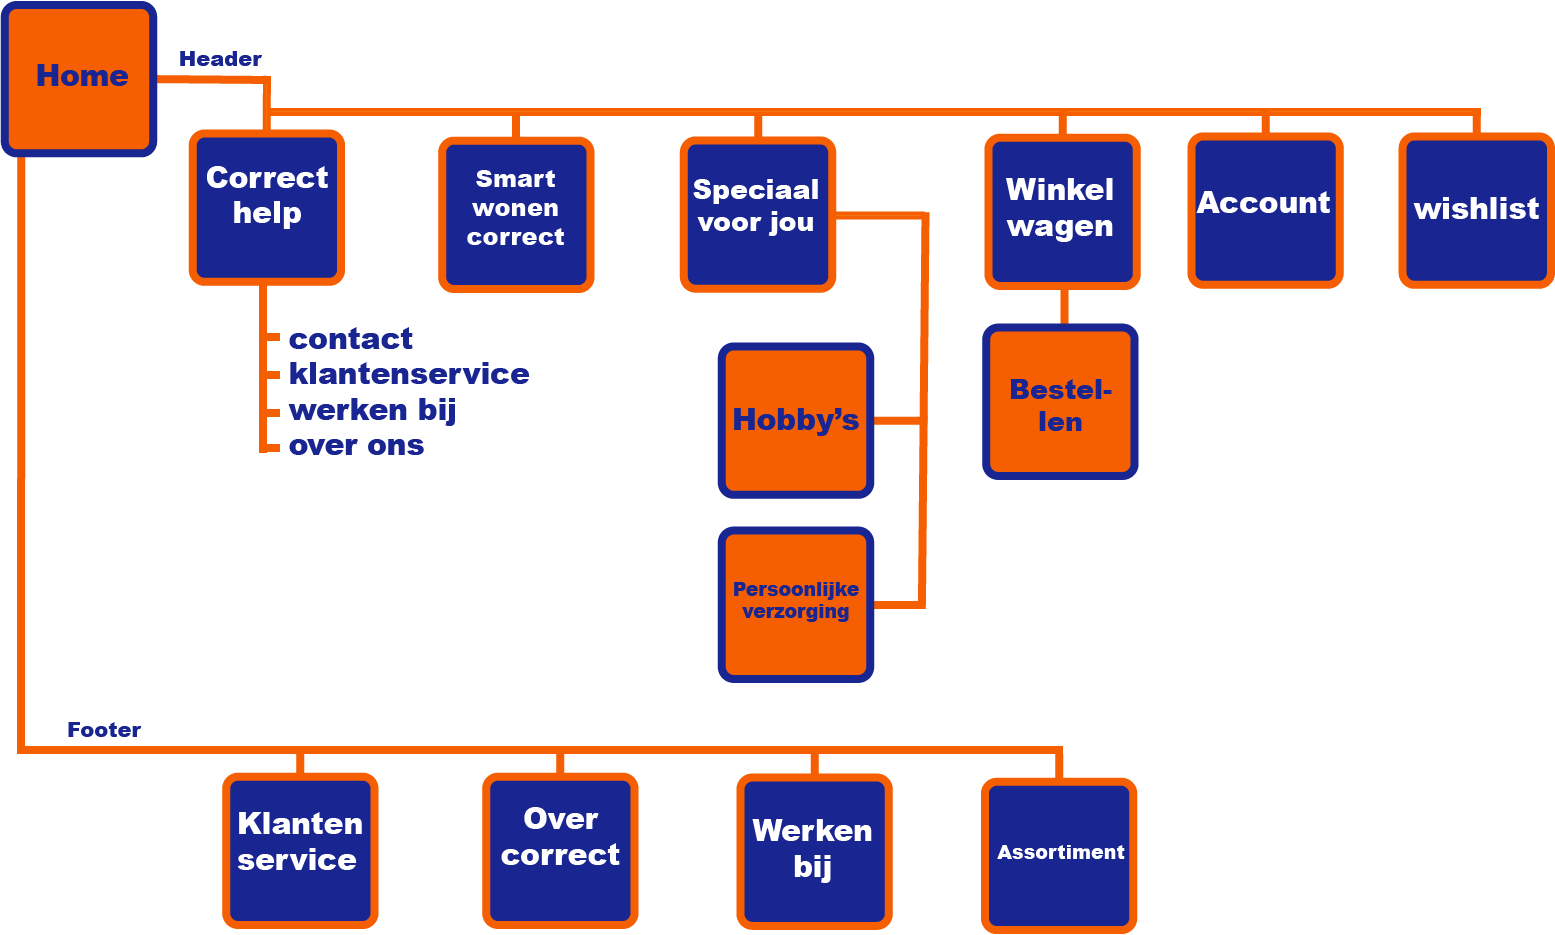 Home
Header
Correct
help
Smart
wonen
correct
Speciaal
voor jou
Winkel
wagen
Account
wishlist
contact
klantenservice
werken bij
over ons
Hobby’s
Bestel-
len
Persoonlijke
verzorging
Footer
Klanten
service
Over
correct
Werken
bij
Assortiment